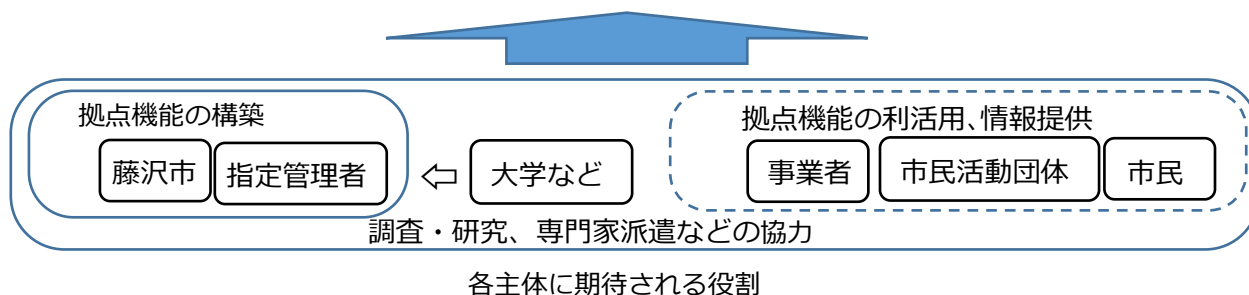 拠点機能の構築
拠点機能の利活用、情報提供
藤沢市 指定管理者 大学など 事業者 市民活動団体 市民
調査・研究、専門家派遣などの協力
各主体に期待される役割